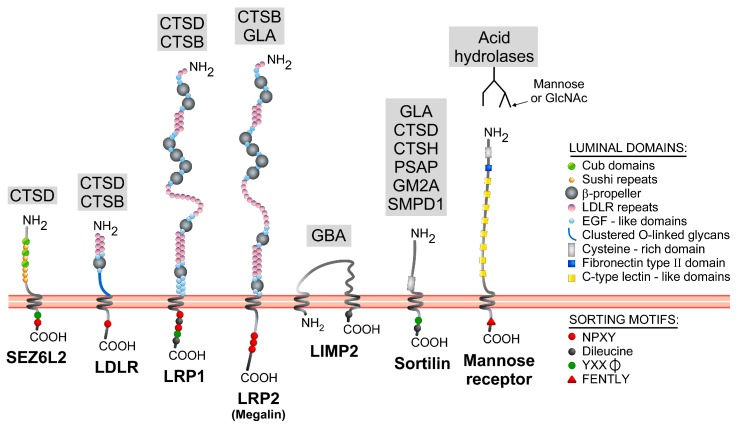 CTSD
NH2
COOH
SEZ6L2
CTSD
CTSB
NH2
COOH
LDLR
CTSD
CTSB
NH2
COOH
LRP1
CTSB
GLA
NH2
COOH
LRP2
(Megalin)
GBA
NH2
COOH
LIMP2
GLA
CTSD
CTSH
PSAP
GM2A
SMPD1
NH2
COOH
Sortilin
Acid
hydrolases
Mannose
or GlcNAc
NH2
COOH
Mannose
receptor
LUMINAL DOMAINS:
Cub domains
Sushi repeats
β-propeller
LDLR repeats
EGF - like domains
Clustered O-linked glycans
Cysteine - rich domain
Fibronectin type II domain
C-type lectin - like domains
SORTING MOTIFS:
NPXY
Dileucine
YXXΦ
FENTLY